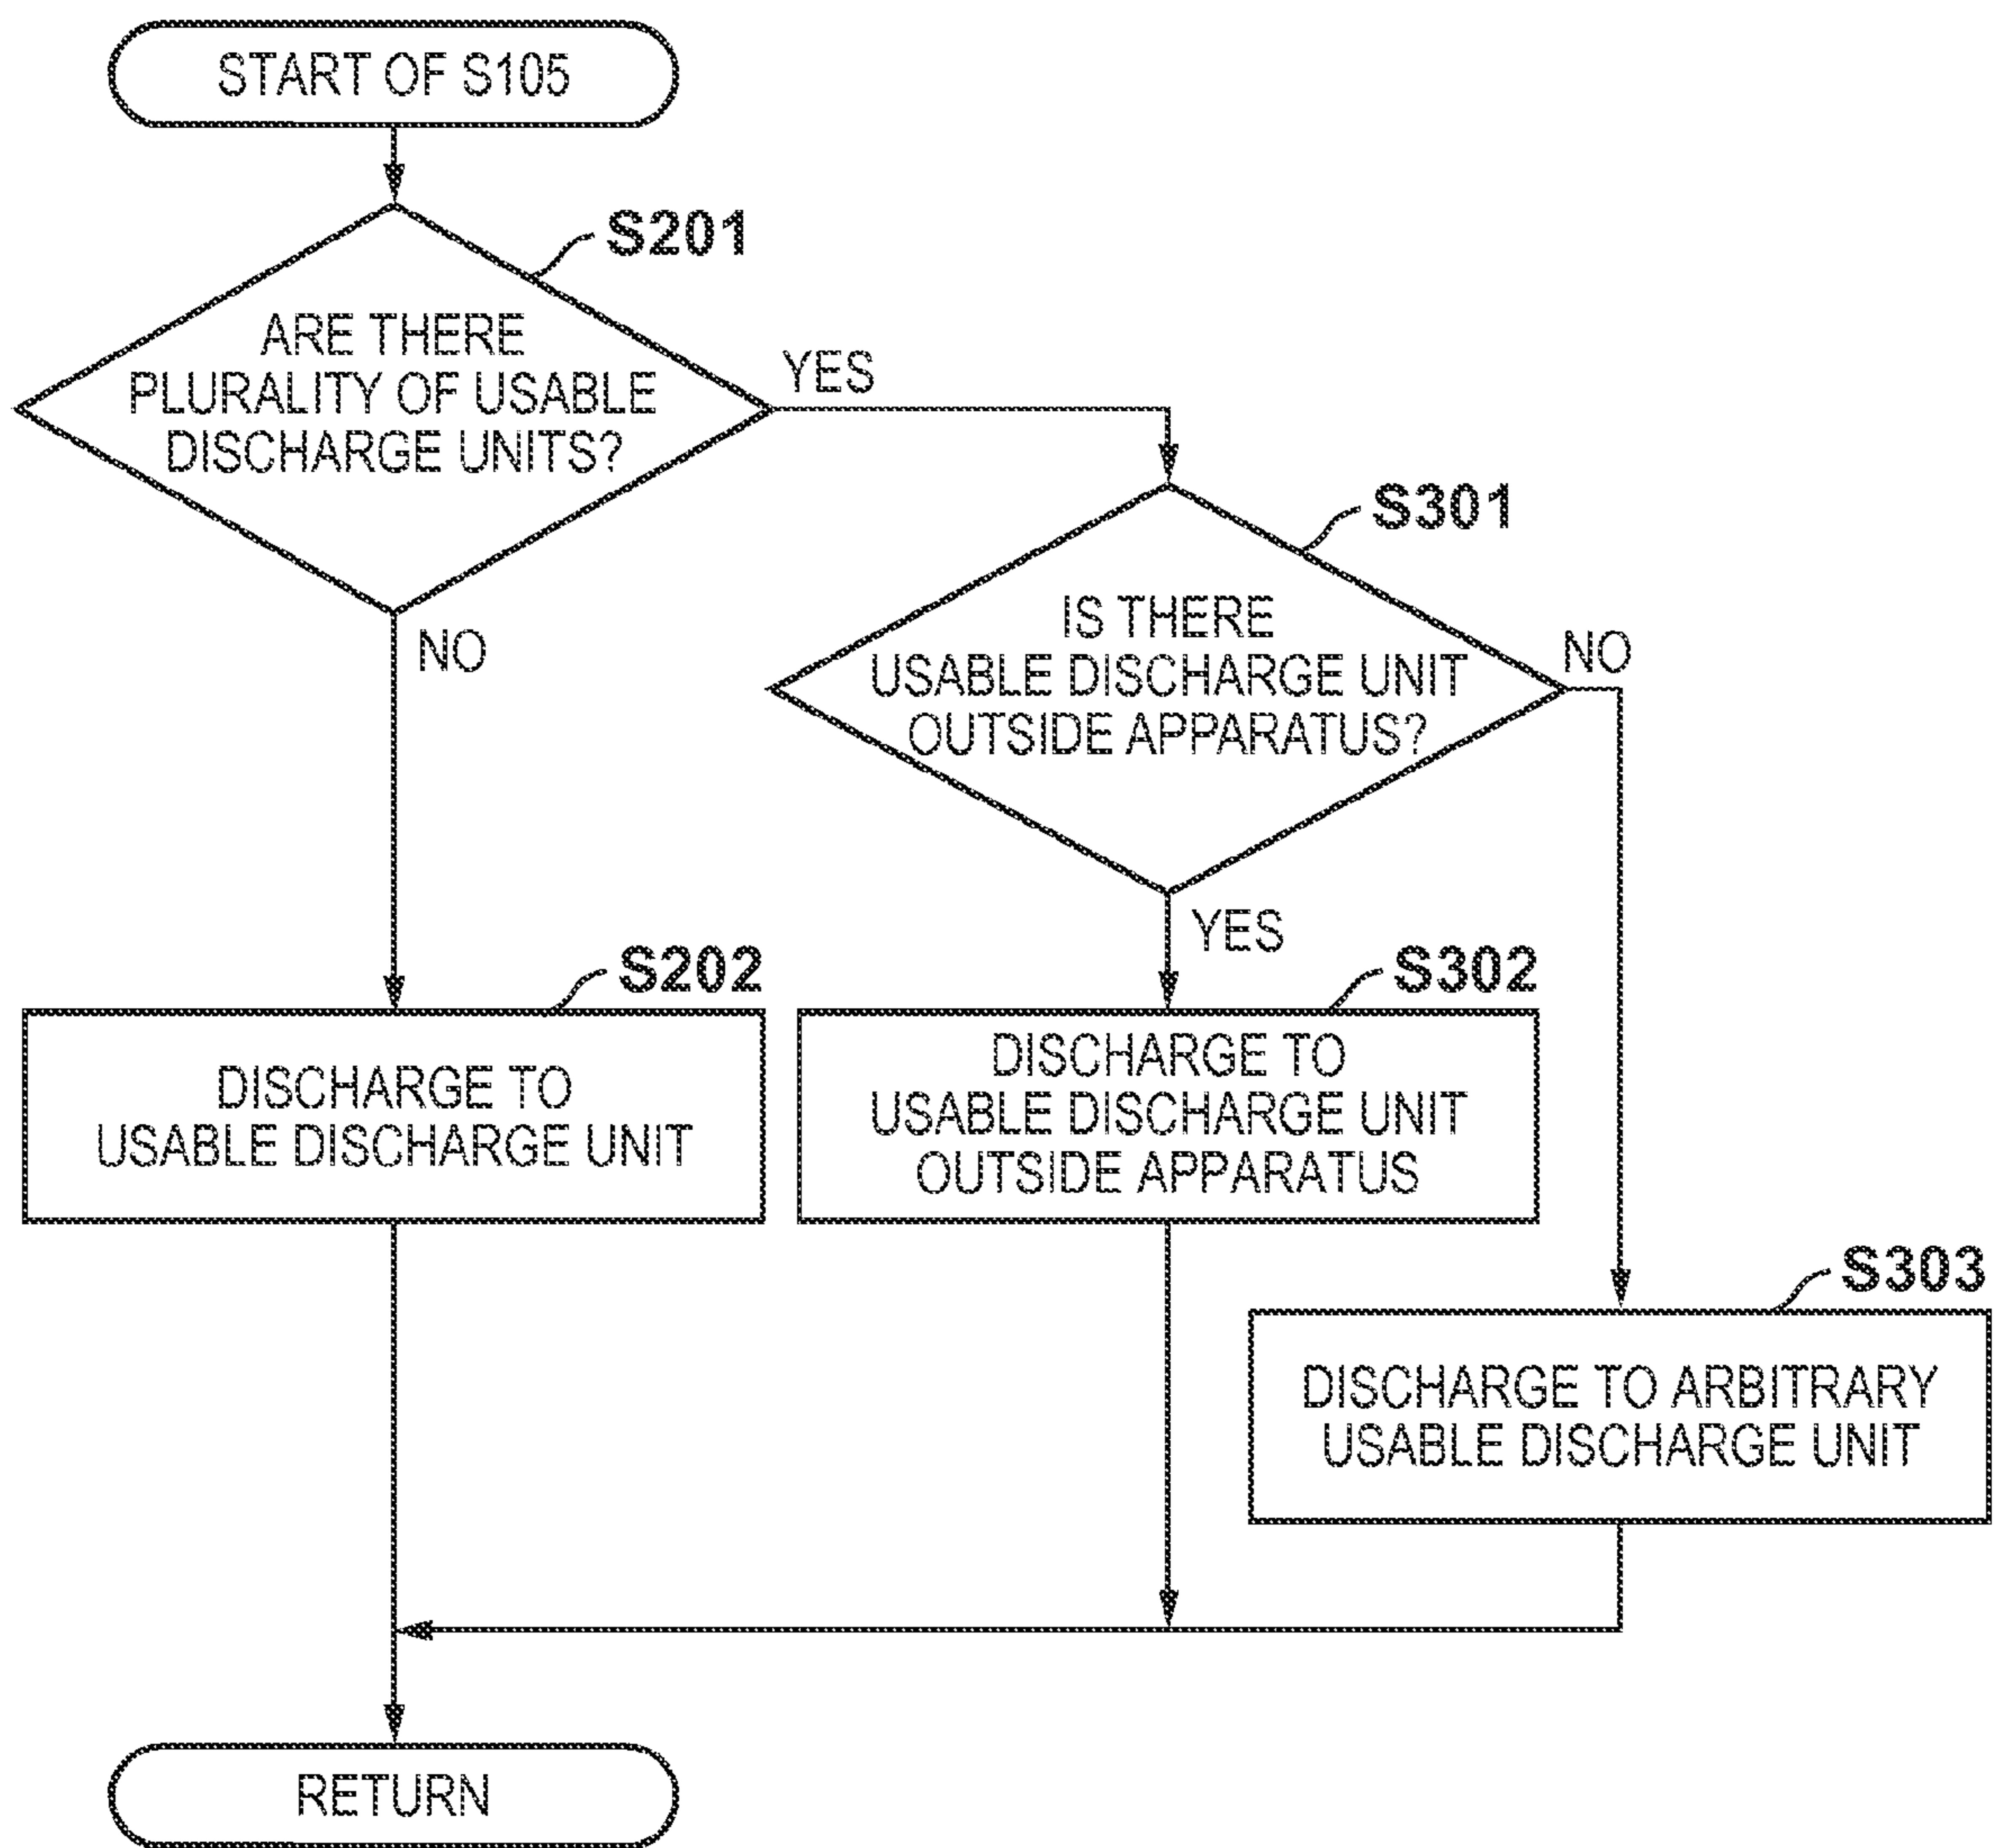 START OF S105
S201
ARE THERE
PLURALITY OF USABLE
DISCHARGE UNITS?
YES
NO
S301
IS THERE
USABLE DISCHARGE UNIT
OUTSIDE APPARATUS?
NO
YES
S202
DISCHARGE TO
USABLE DISCHARGE UNIT
S302
DISCHARGE TO
USABLE DISCHARGE UNIT
OUTSIDE APPARATUS
S303
DISCHARGE TO ARBITRARY
USABLE DISCHARGE UNIT
RETURN